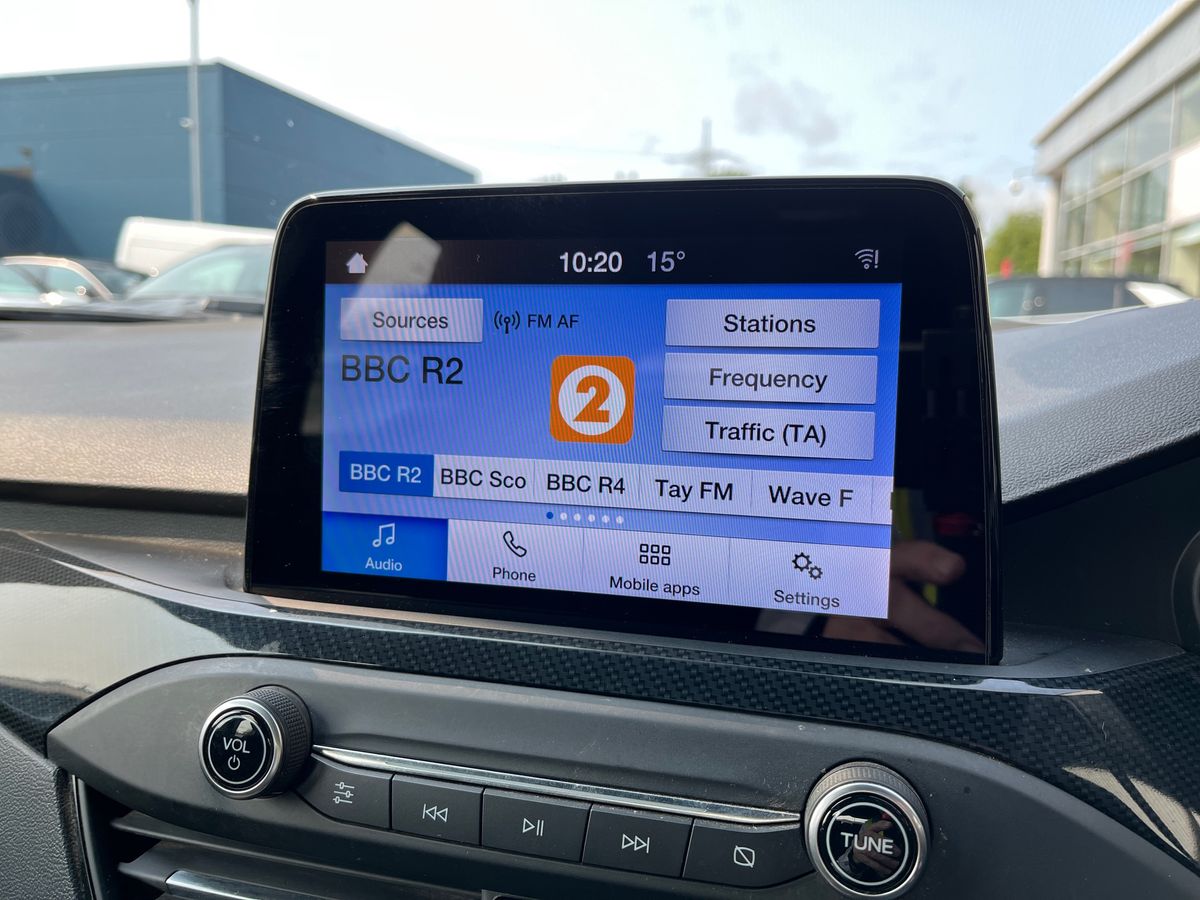 10:20 15°
Sources FM AF
Stations
BBC R2
2
Frequency
Traffic (TA)
BBC R2 BBC Sco BBC R4 Tay FM Wave F
Audio Phone Mobile apps Settings
VOL
TUNE